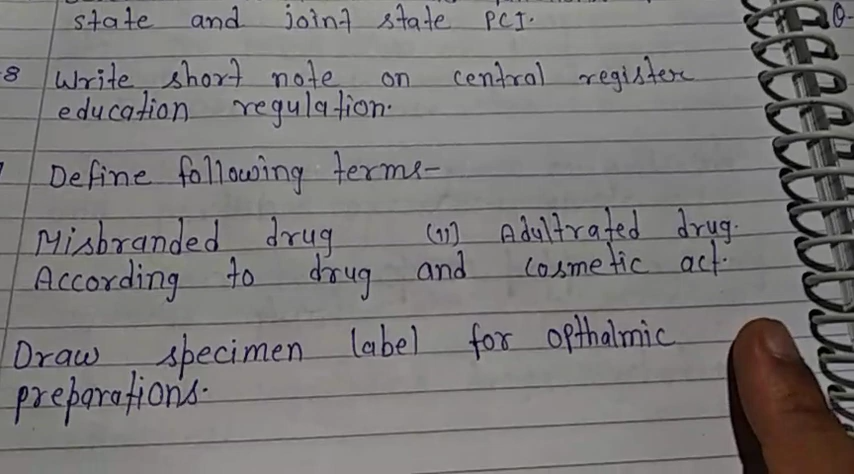 state and joint state PCI.
8 Write short note on central register
education regulation.
Define following terms-
Misbranded drug (ii) Adultrated drug.
According to drug and cosmetic act.
Draw specimen label for opthalmic
preparations.